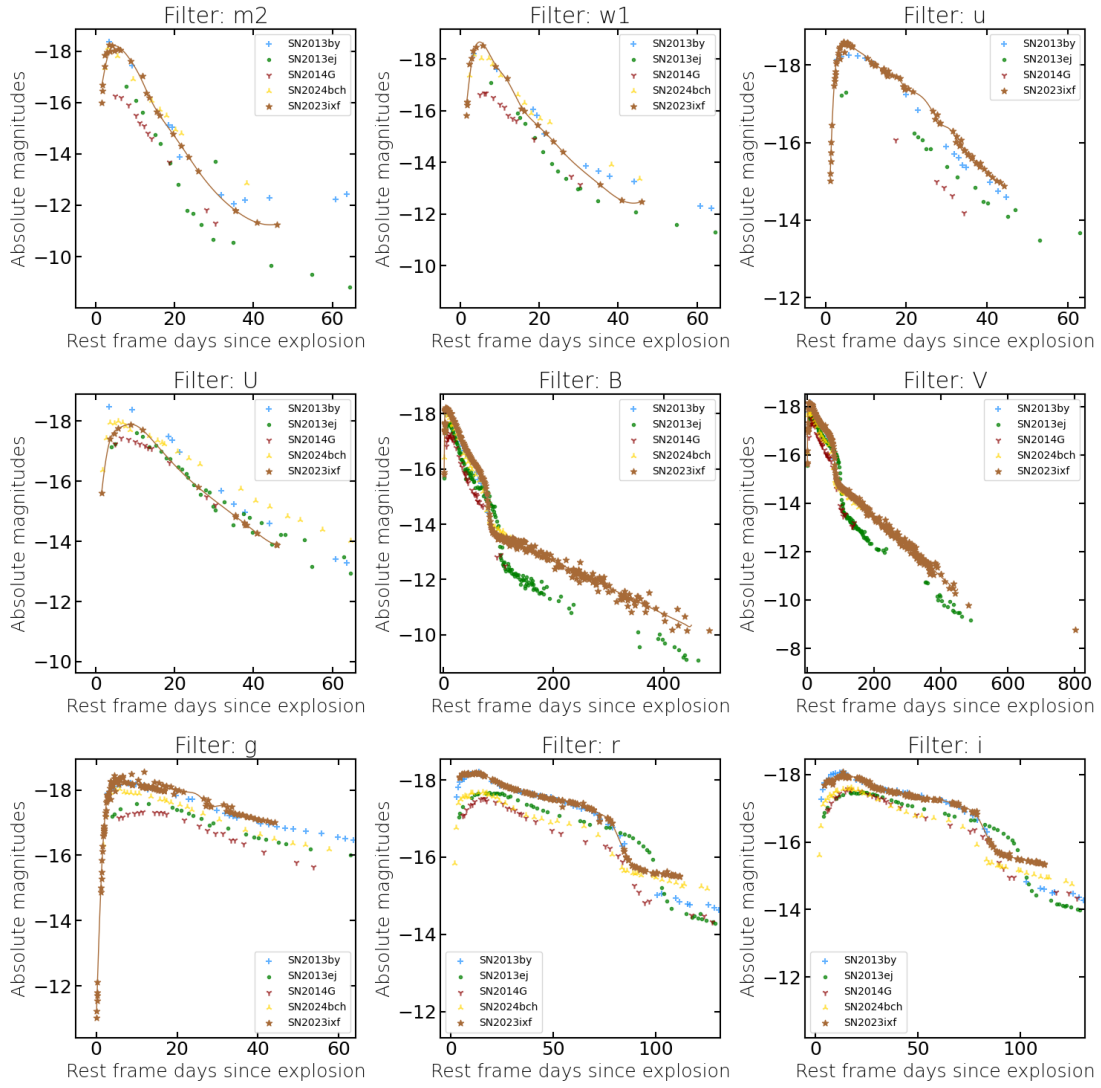 Filter: m2
Absolute magnitudes
−18
−16
−14
−12
−10
0
20
40
60
Rest frame days since explosion
SN2013by
SN2013ej
SN2014G
SN2024bch
SN2023ixf
Filter: w1
Absolute magnitudes
−18
−16
−14
−12
−10
0
20
40
60
Rest frame days since explosion
SN2013by
SN2013ej
SN2014G
SN2024bch
SN2023ixf
Filter: u
Absolute magnitudes
−18
−16
−14
−12
0
20
40
60
Rest frame days since explosion
SN2013by
SN2013ej
SN2014G
SN2023ixf
Filter: U
Absolute magnitudes
−18
−16
−14
−12
−10
0
20
40
60
Rest frame days since explosion
SN2013by
SN2013ej
SN2014G
SN2024bch
SN2023ixf
Filter: B
Absolute magnitudes
−18
−16
−14
−12
−10
0
200
400
Rest frame days since explosion
SN2013by
SN2013ej
SN2014G
SN2024bch
SN2023ixf
Filter: V
Absolute magnitudes
−18
−16
−14
−12
−10
−8
0
200
400
600
800
Rest frame days since explosion
SN2013by
SN2013ej
SN2014G
SN2024bch
SN2023ixf
Filter: g
Absolute magnitudes
−18
−16
−14
−12
0
20
40
60
Rest frame days since explosion
SN2013by
SN2013ej
SN2014G
SN2024bch
SN2023ixf
Filter: r
Absolute magnitudes
−18
−16
−14
−12
0
50
100
Rest frame days since explosion
SN2013by
SN2013ej
SN2014G
SN2024bch
SN2023ixf
Filter: i
Absolute magnitudes
−18
−16
−14
−12
0
50
100
Rest frame days since explosion
SN2013by
SN2013ej
SN2014G
SN2024bch
SN2023ixf